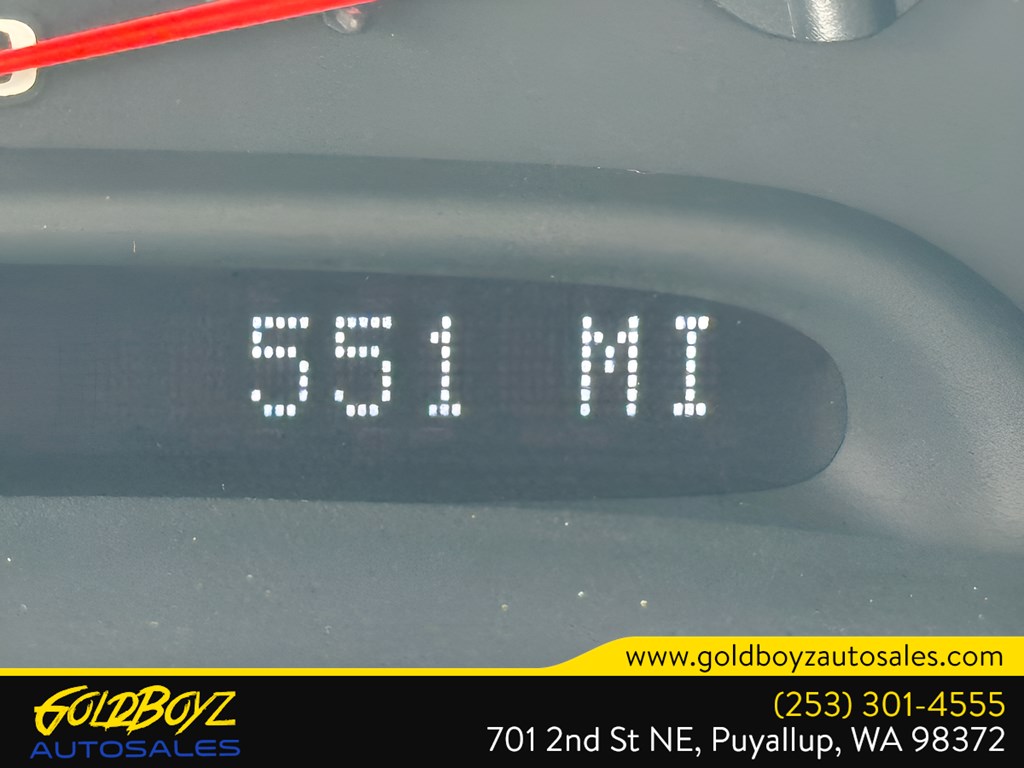 551 MI
www.goldboyzautosales.com
GOLDBOYZ
AUTOSALES
(253) 301-4555
701 2nd St NE, Puyallup, WA 98372